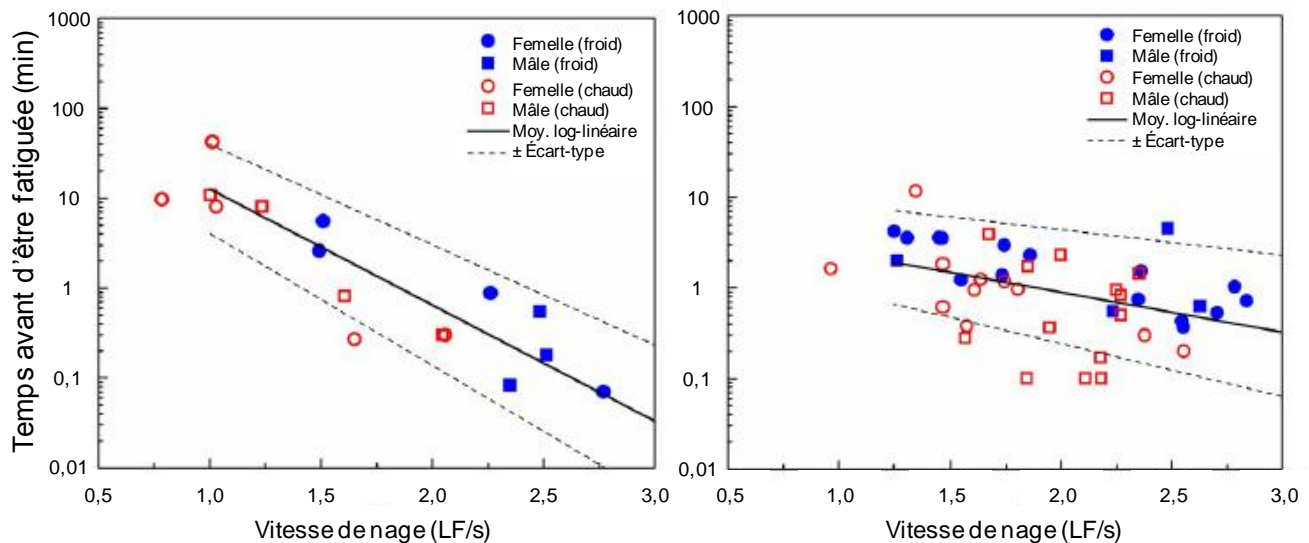 Temps avant d'être fatiguée (min)
1000
100
10
1
0,1
0,01
Femelle (froid)
Mâle (froid)
Femelle (chaud)
Mâle (chaud)
Moy. log-linéaire
± Écart-type
0,5 1,0 1,5 2,0 2,5 3,0
Vitesse de nage (LF/s)
1000
100
10
1
0,1
0,01
Femelle (froid)
Mâle (froid)
Femelle (chaud)
Mâle (chaud)
Moy. log-linéaire
± Écart-type
0,5 1,0 1,5 2,0 2,5 3,0
Vitesse de nage (LF/s)